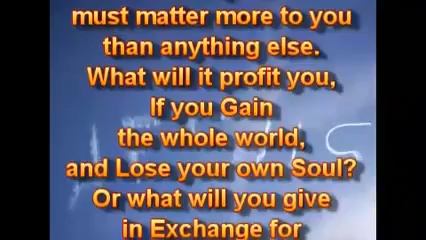 must matter more to you
than anything else.
What will it profit you,
If you Gain
the whole world,
and Lose your own Soul?
Or what will you give
in Exchange for